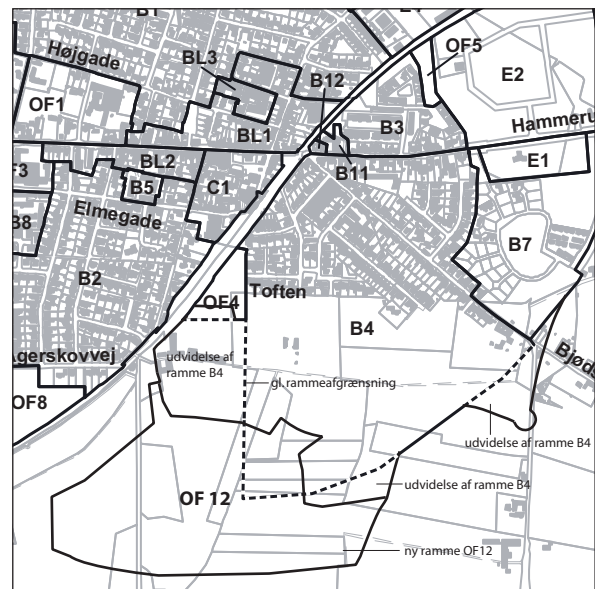 B1
Højgade
BL3
OF5
E2
B12
OF1
B3
Hammeru
BL1
BL2
E1
F3
B5
C1
B11
Elmegade
B8
B7
B2
OF4
Toften
B4
Bjøds
gerskovvej
udvidelse af
ramme B4
gl. rammeafgrænsning
OF8
udvidelse af ramme B4
udvidelse af ramme B4
OF 12
ny ramme OF12